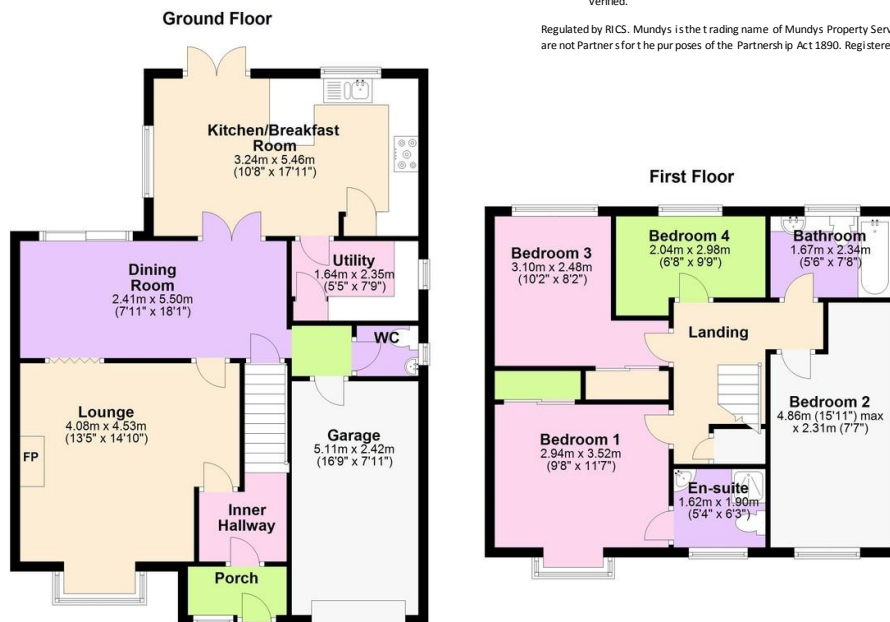 verified.
Regulated by RICS. Mundys is the trading name of Mundys Property Serv
are not Partners for the purposes of the Partnership Act 1890. Registere
Ground Floor
Kitchen/Breakfast
Room
3.24m x 5.46m
(10'8" x 17'11")
Utility
1.64m x 2.35m
(5'5" x 7'9")
Dining
Room
2.41m x 5.50m
(7'11" x 18'1")
WC
Lounge
4.08m x 4.53m
(13'5" x 14'10")
FP
Garage
5.11m x 2.42m
(16'9" x 7'11")
Inner
Hallway
Porch
First Floor
Bedroom 3
3.10m x 2.48m
(10'2" x 8'2")
Bedroom 4
2.04m x 2.98m
(6'8" x 9'9")
Bathroom
1.67m x 2.34m
(5'6" x 7'8")
Landing
Bedroom 2
4.86m (15'11") max
x 2.31m (7'7")
Bedroom 1
2.94m x 3.52m
(9'8" x 11'7")
En-suite
1.62m x 1.90m
(5'4" x 6'3")